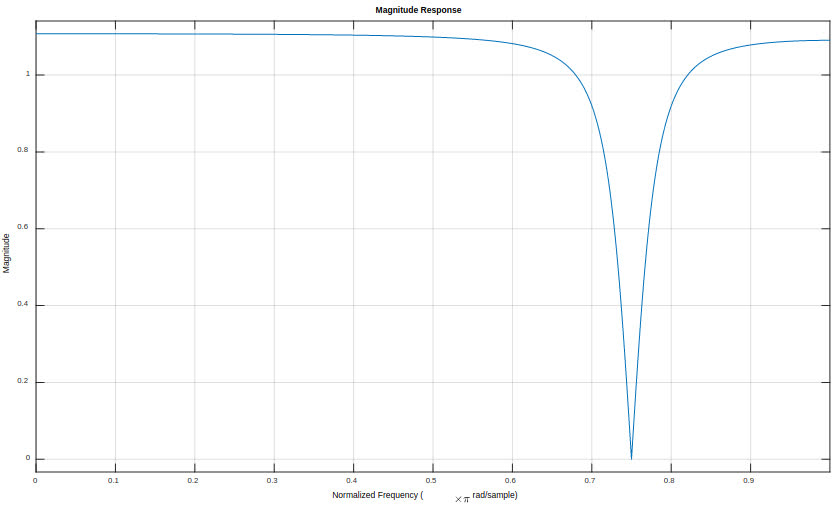 Magnitude Response
1
0.8
0.6
0.4
0.2
0
Magnitude
0 0.1 0.2 0.3 0.4 0.5 0.6 0.7 0.8 0.9
Normalized Frequency ( ×π rad/sample)